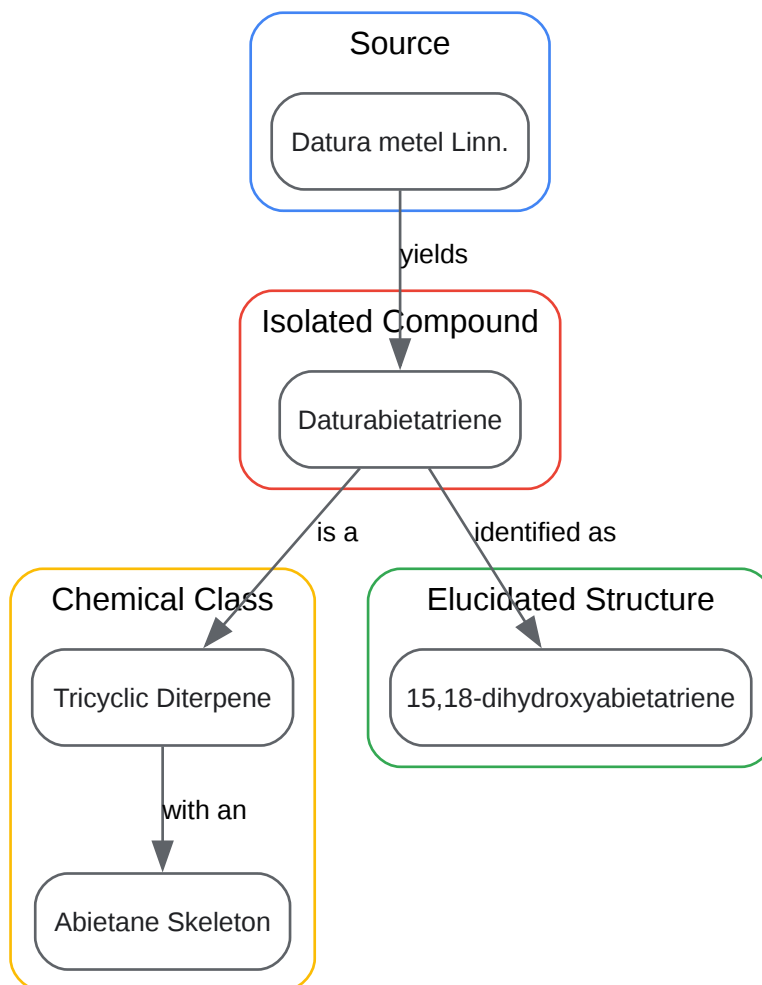 Source
Datura metel Linn.
yields
Isolated Compound
Daturabietatriene
is a
identified as
Chemical Class
Elucidated Structure
Tricyclic Diterpene
15,18-dihydroxyabietatriene
with an
Abietane Skeleton